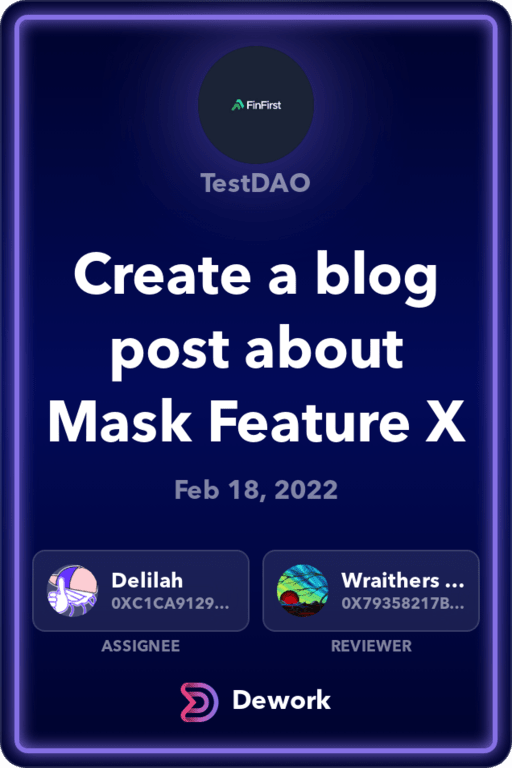 FinFirst
TestDAO
Create a blog
post about
Mask Feature X
Feb 18, 2022
Delilah
0XC1CA9129...
ASSIGNEE
Wraithers ...
0X79358217B...
REVIEWER
Dework